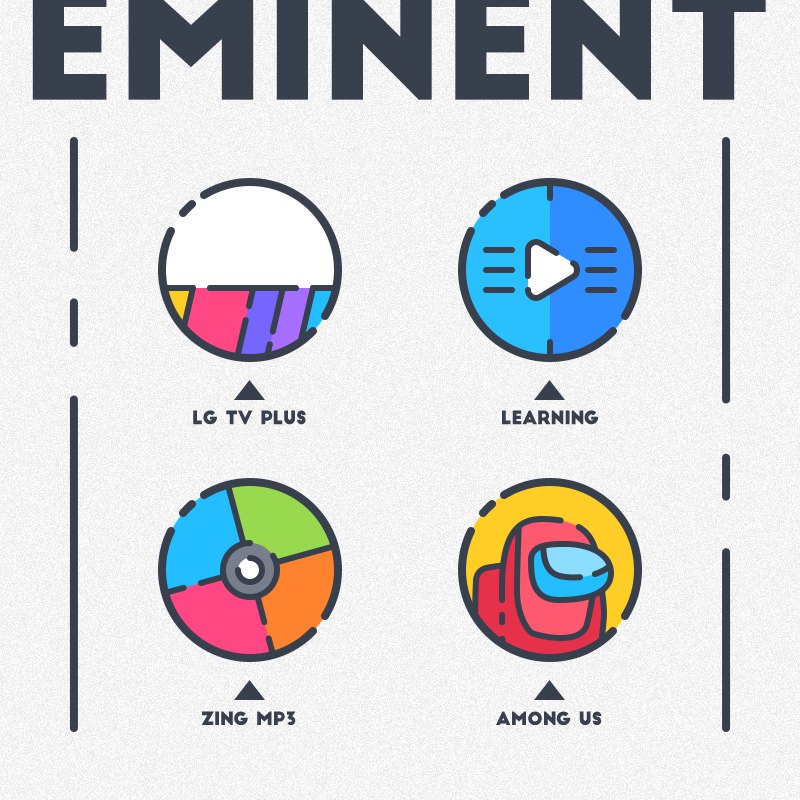 EMINENT
LG TV PLUS
LEARNING
ZING MP3
AMONG US